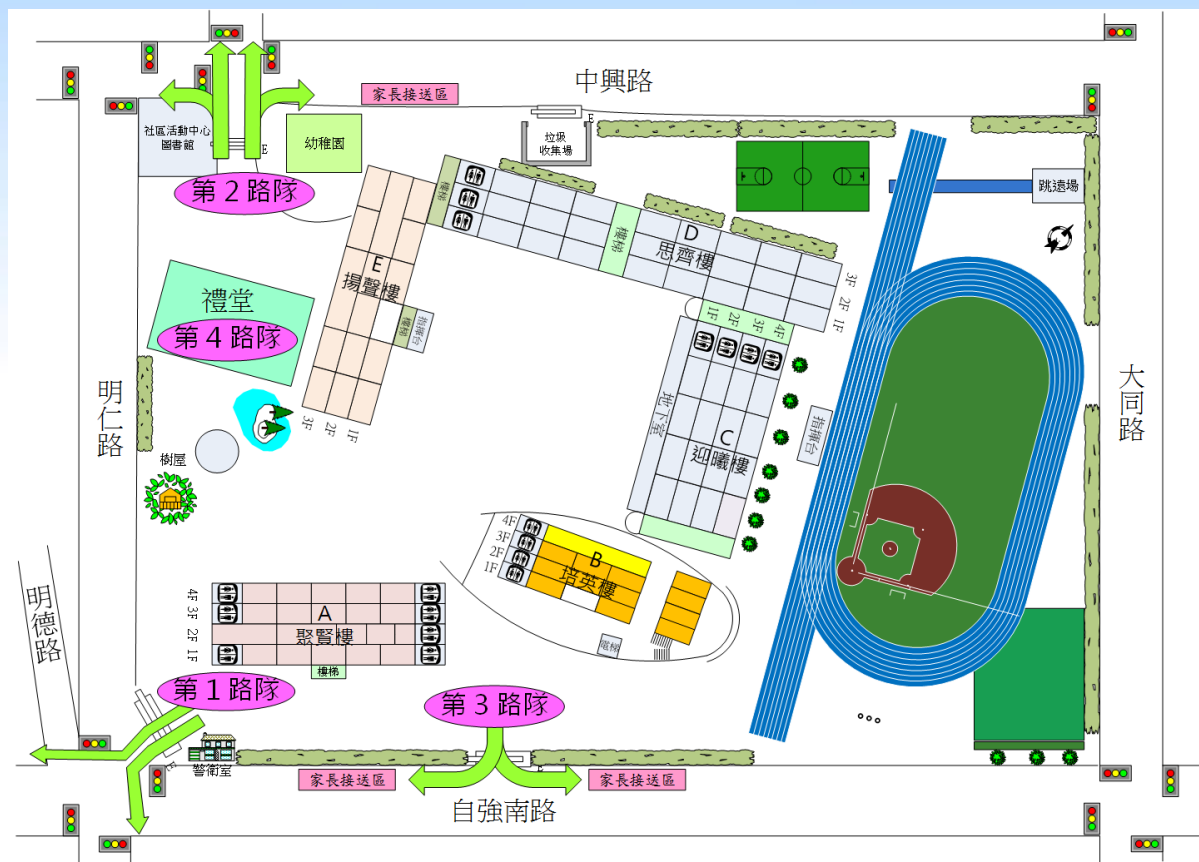 中興路
家長接送區
社區活動中心
圖書館
E
幼稚園
垃圾
收集場
E
第2路隊
樓梯
樓梯
D
思齊樓
3F
2F
1F
跳遠場
E
揚聲樓
樓梯
指揮台
3F
2F
1F
禮堂
第4路隊
1F
2F
3F
4F
地下室
C
迎曦樓
指揮台
明仁路
大同路
樹屋
4F
3F
2F
1F
B
培英樓
電梯
明德路
4F
3F
2F
1F
A
聚賢樓
樓梯
第1路隊
第3路隊
E
警衛室
E
家長接送區
家長接送區
自強南路